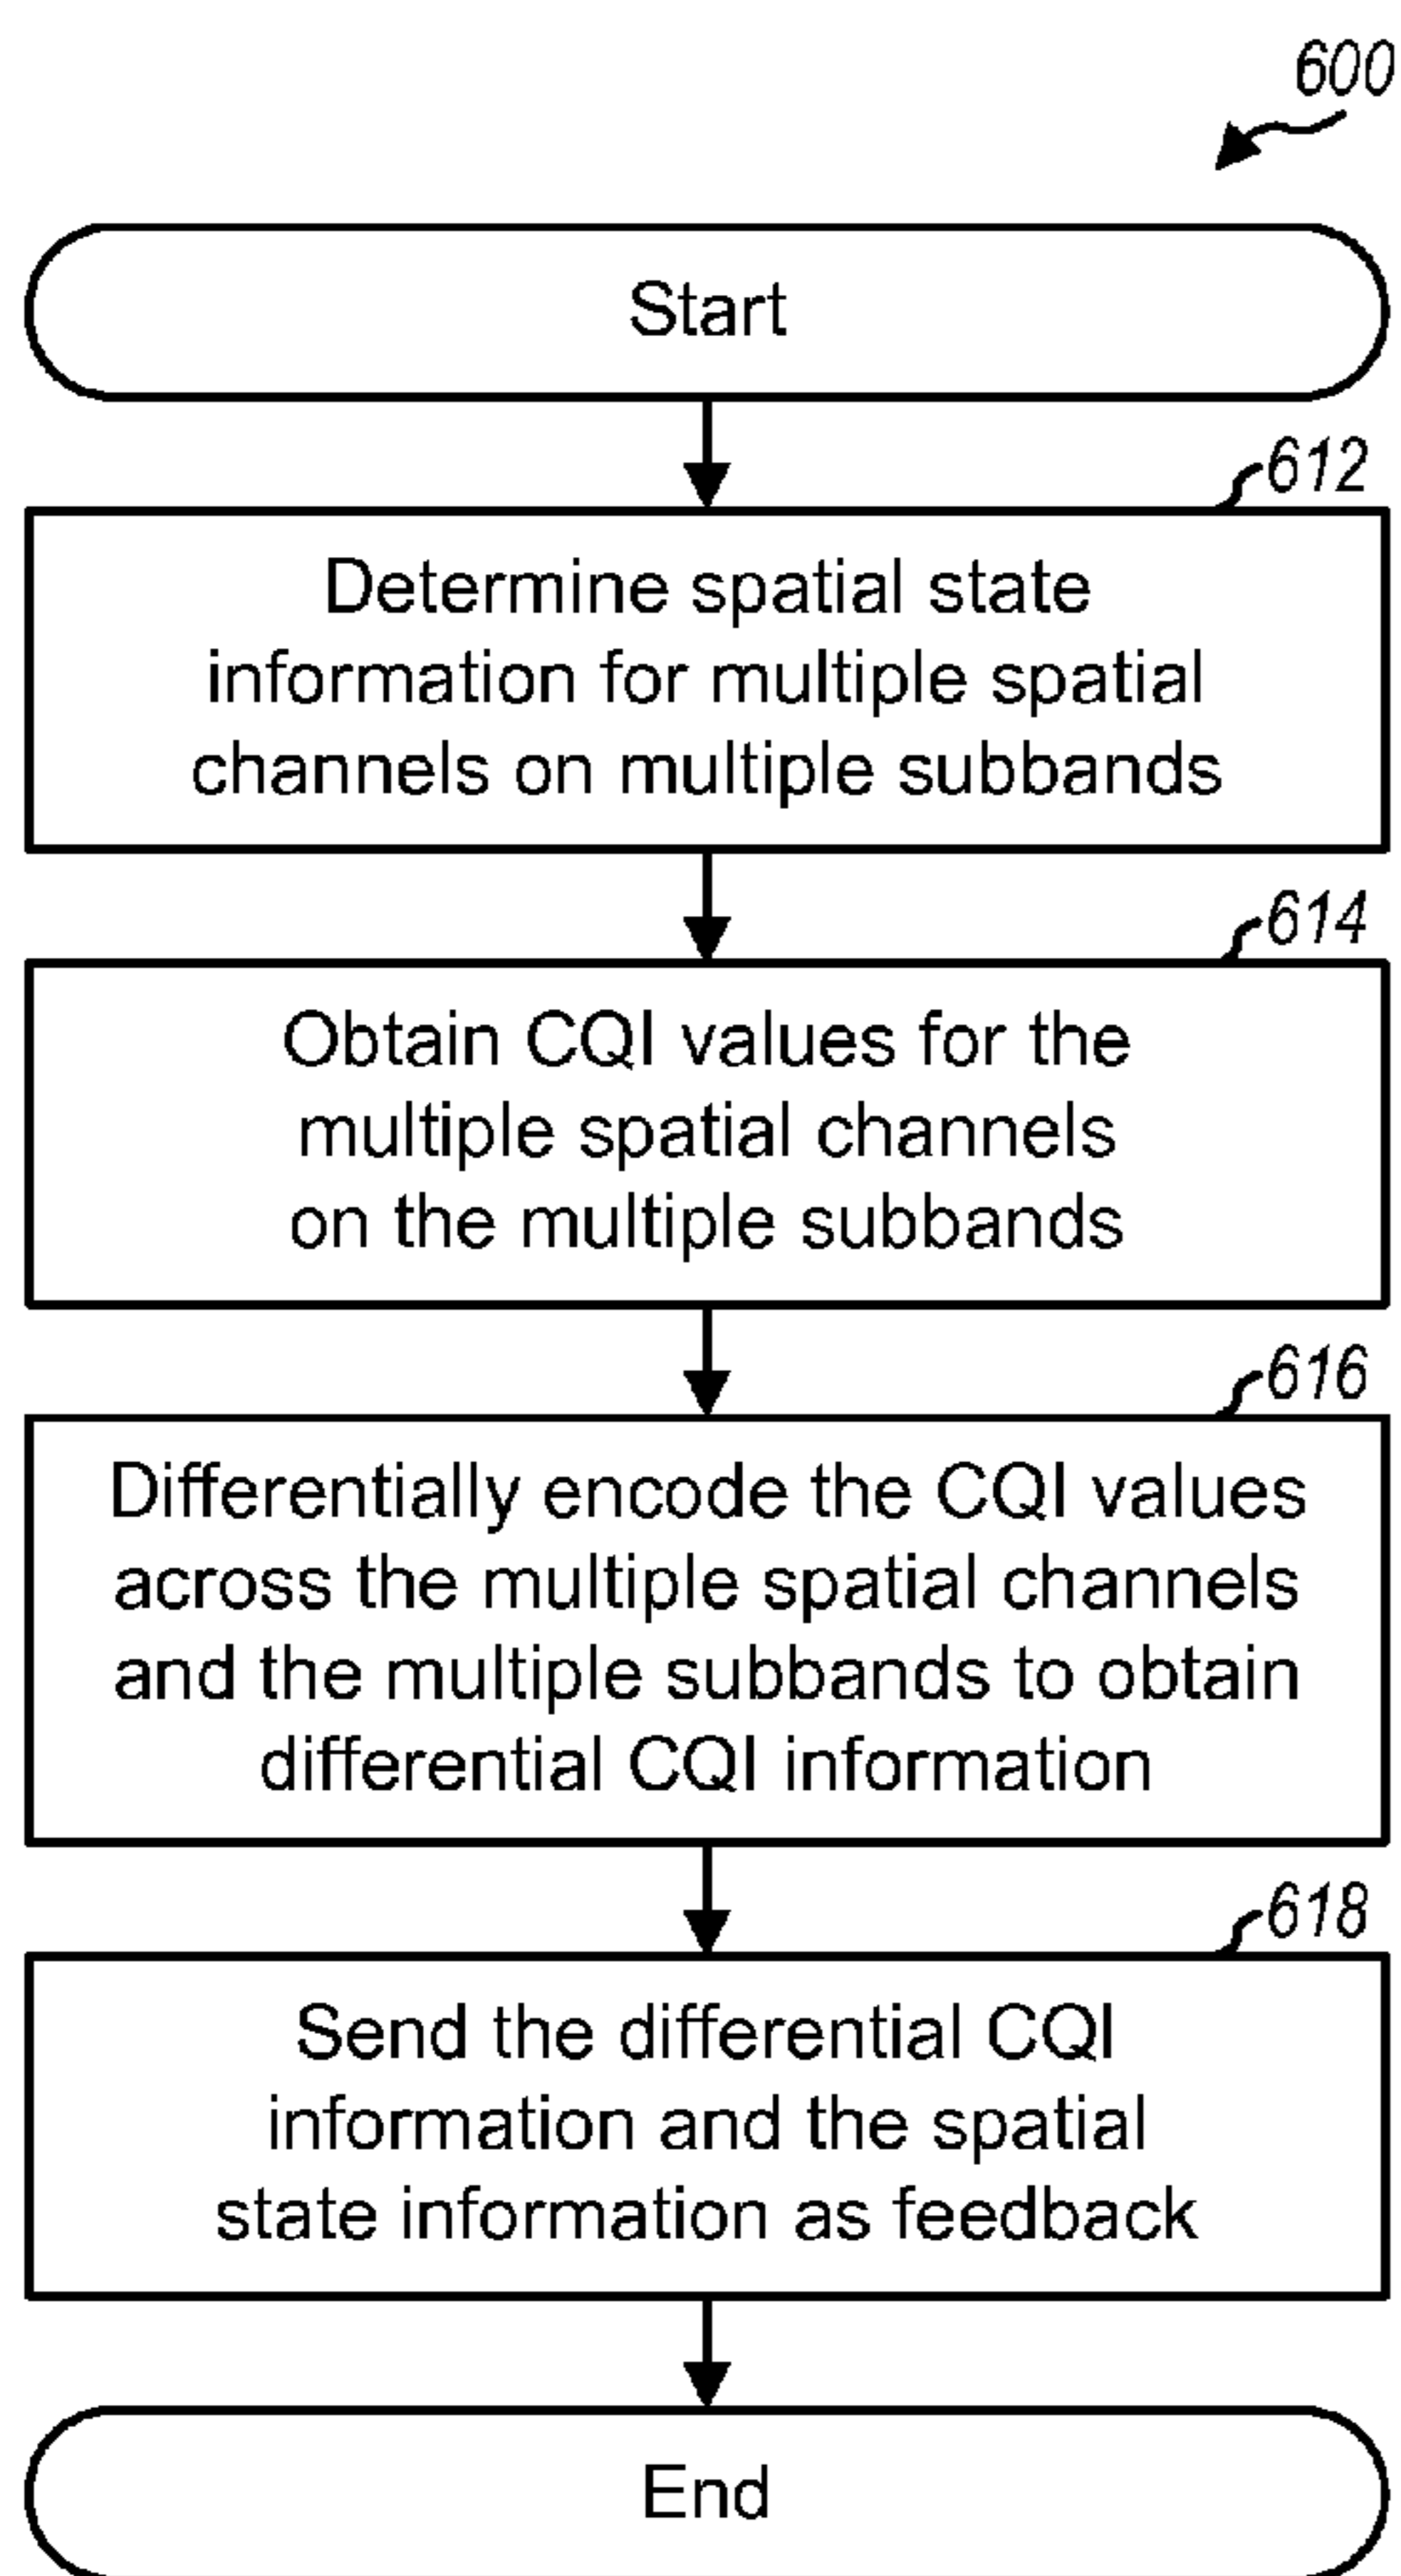 600
Start
612
Determine spatial state
information for multiple spatial
channels on multiple subbands
614
Obtain CQI values for the
multiple spatial channels
on the multiple subbands
616
Differentially encode the CQI values
across the multiple spatial channels
and the multiple subbands to obtain
differential CQI information
618
Send the differential CQI
information and the spatial
state information as feedback
End